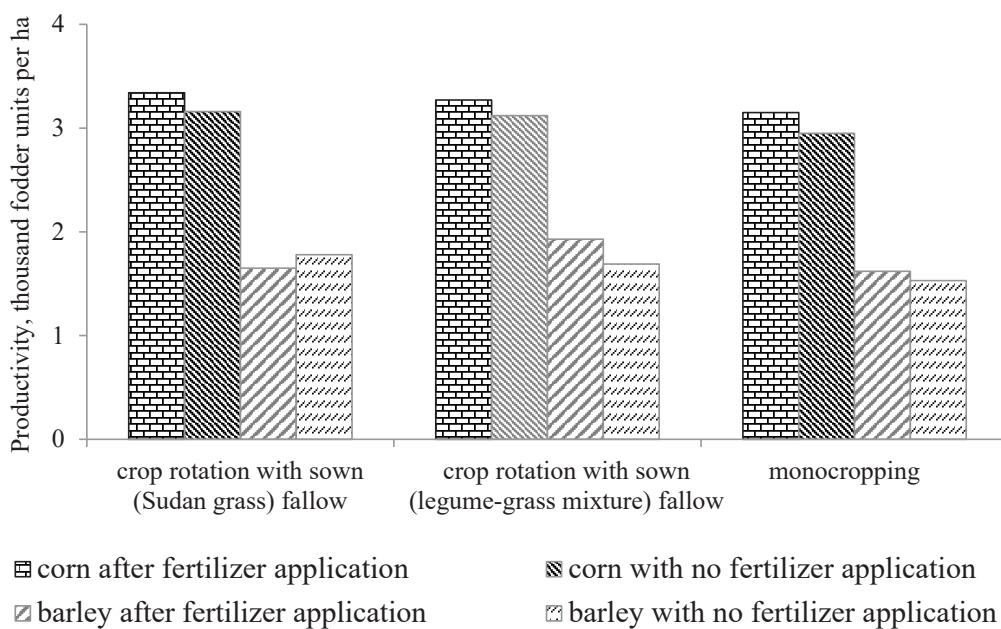 Productivity, thousand fodder units per ha
4
3
2
1
0
crop rotation with sown
(Sudan grass) fallow
crop rotation with sown
(legume-grass mixture) fallow
monocropping
corn after fertilizer application
corn with no fertilizer application
barley after fertilizer application
barley with no fertilizer application